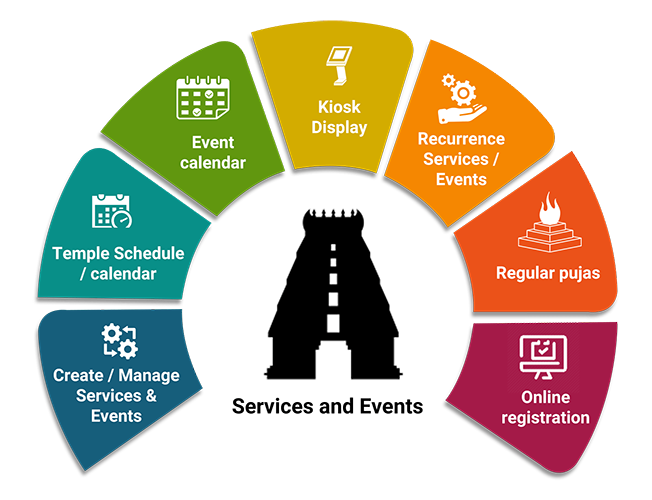 Create / Manage
Services &
Events
Temple Schedule
/ calendar
Event
calendar
Kiosk
Display
Recurrence
Services /
Events
Regular pujas
Online
registration
Services and Events